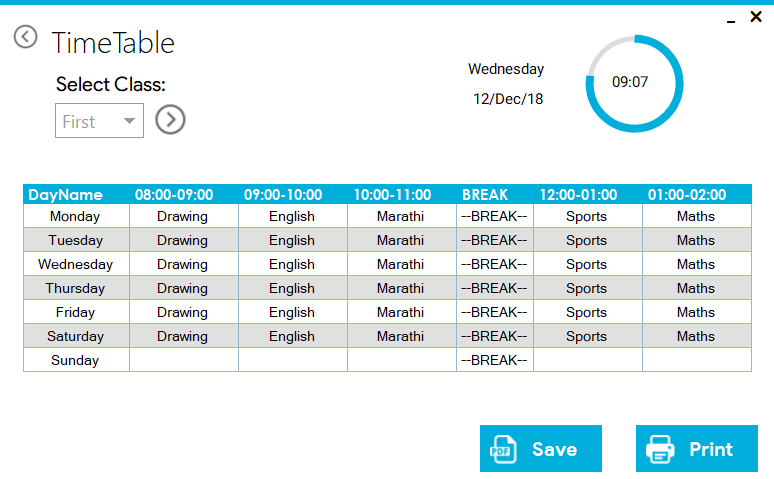 TimeTable
Select Class:
First
Wednesday
12/Dec/18
09:07
DayName 08:00-09:00 09:00-10:00 10:00-11:00 BREAK 12:00-01:00 01:00-02:00
Monday Drawing English Marathi --BREAK-- Sports Maths
Tuesday Drawing English Marathi --BREAK-- Sports Maths
Wednesday Drawing English Marathi --BREAK-- Sports Maths
Thursday Drawing English Marathi --BREAK-- Sports Maths
Friday Drawing English Marathi --BREAK-- Sports Maths
Saturday Drawing English Marathi --BREAK-- Sports Maths
Sunday --BREAK--
PDF Save Print